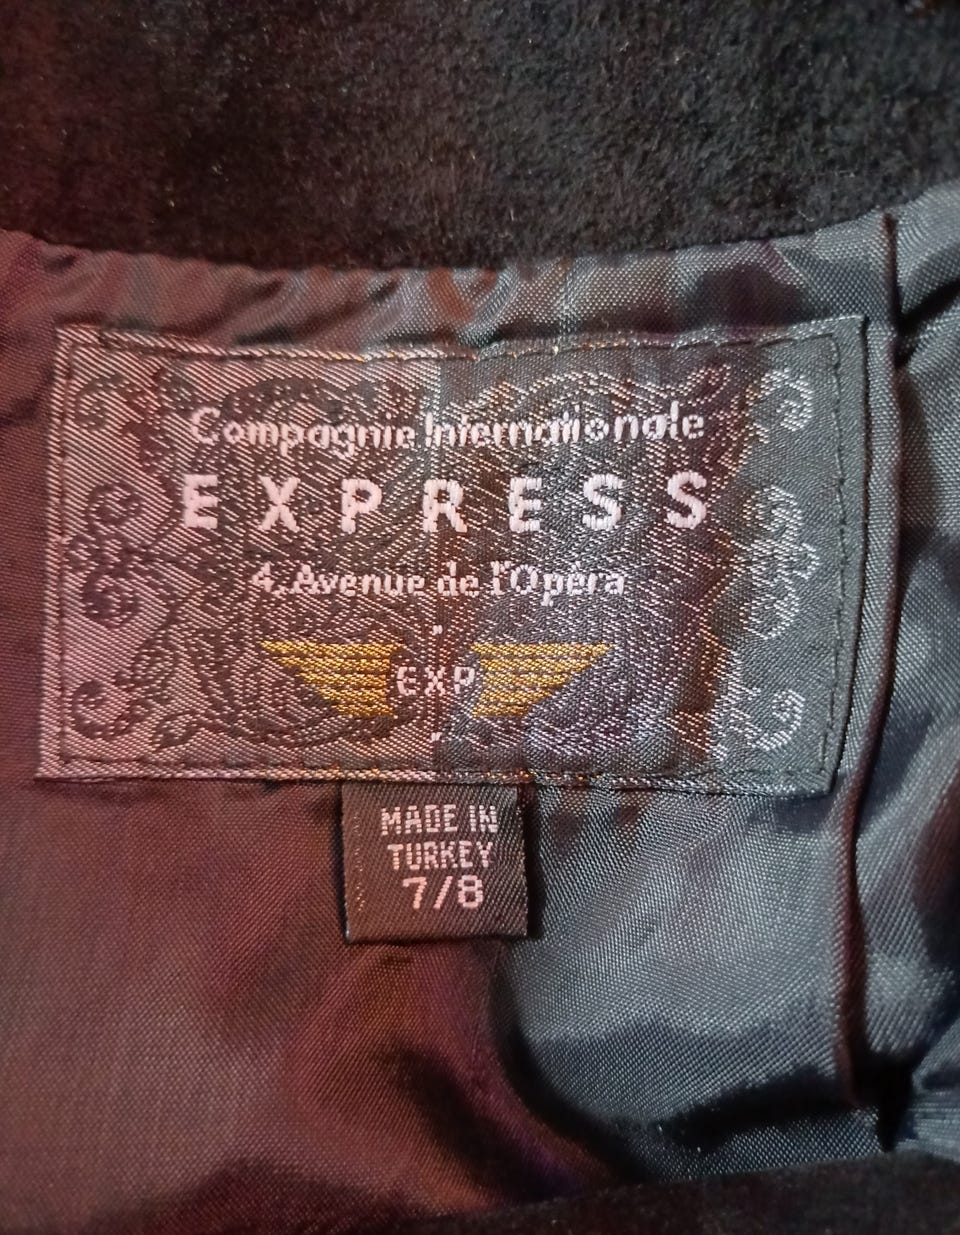 Compagnie Internationale
EXPRESS
4, Avenue de l'Opéra
EXP
MADE IN
TURKEY
7/8